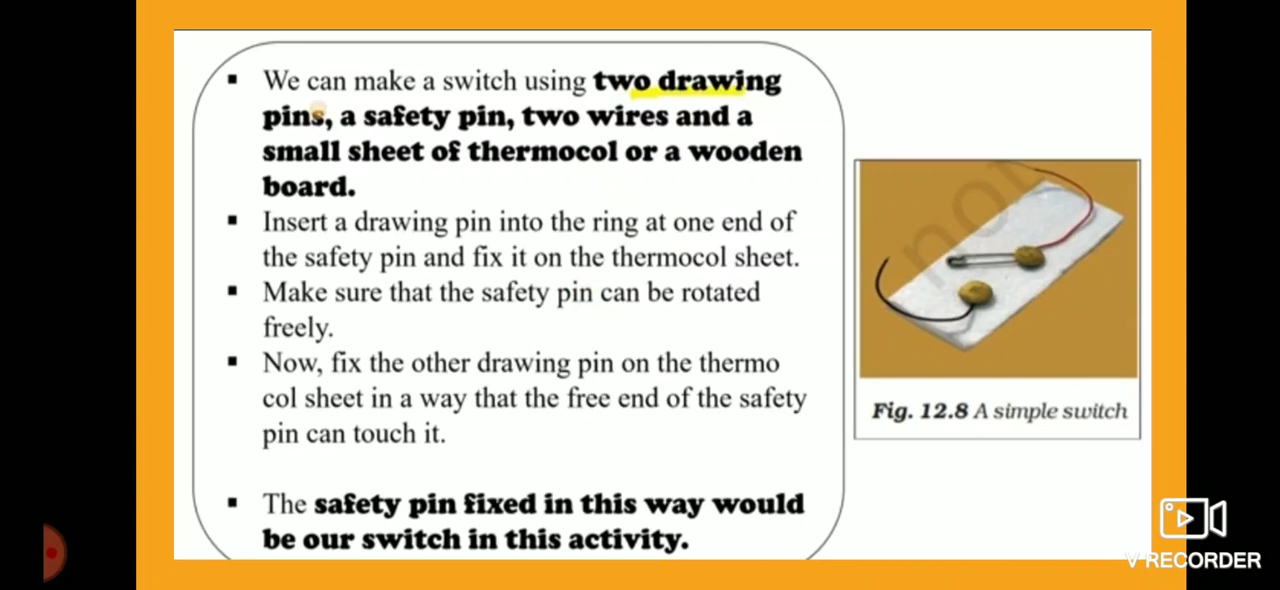 ▪ We can make a switch using two drawing
pins, a safety pin, two wires and a
small sheet of thermocol or a wooden
board.
▪ Insert a drawing pin into the ring at one end of
the safety pin and fix it on the thermocol sheet.
▪ Make sure that the safety pin can be rotated
freely.
▪ Now, fix the other drawing pin on the thermo
col sheet in a way that the free end of the safety
pin can touch it.
▪ The safety pin fixed in this way would
be our switch in this activity.
not
Fig. 12.8 A simple switch
V-RECORDER